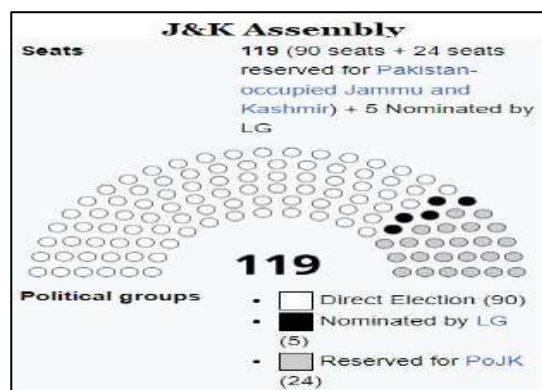 J&K Assembly
Seats 119 (90 seats + 24 seats
reserved for Pakistan-
occupied Jammu and
Kashmir) + 5 Nominated by
LG
119
Political groups • Direct Election (90)
• Nominated by LG
(5)
• Reserved for PoJK
(24)